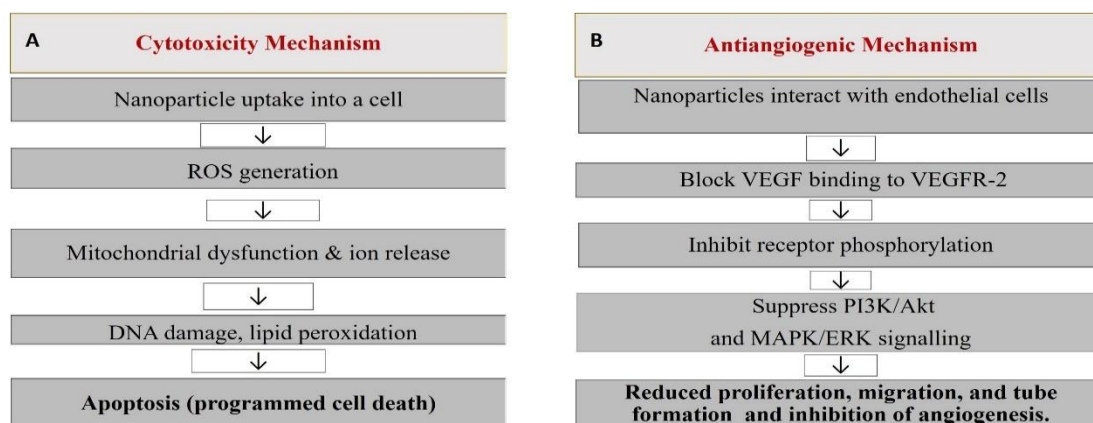 A
Cytotoxicity Mechanism
Nanoparticle uptake into a cell
↓
ROS generation
↓
Mitochondrial dysfunction & ion release
↓
DNA damage, lipid peroxidation
↓
Apoptosis (programmed cell death)
B
Antiangiogenic Mechanism
Nanoparticles interact with endothelial cells
↓
Block VEGF binding to VEGFR-2
↓
Inhibit receptor phosphorylation
↓
Suppress PI3K/Akt
and MAPK/ERK signalling
↓
Reduced proliferation, migration, and tube
formation and inhibition of angiogenesis.